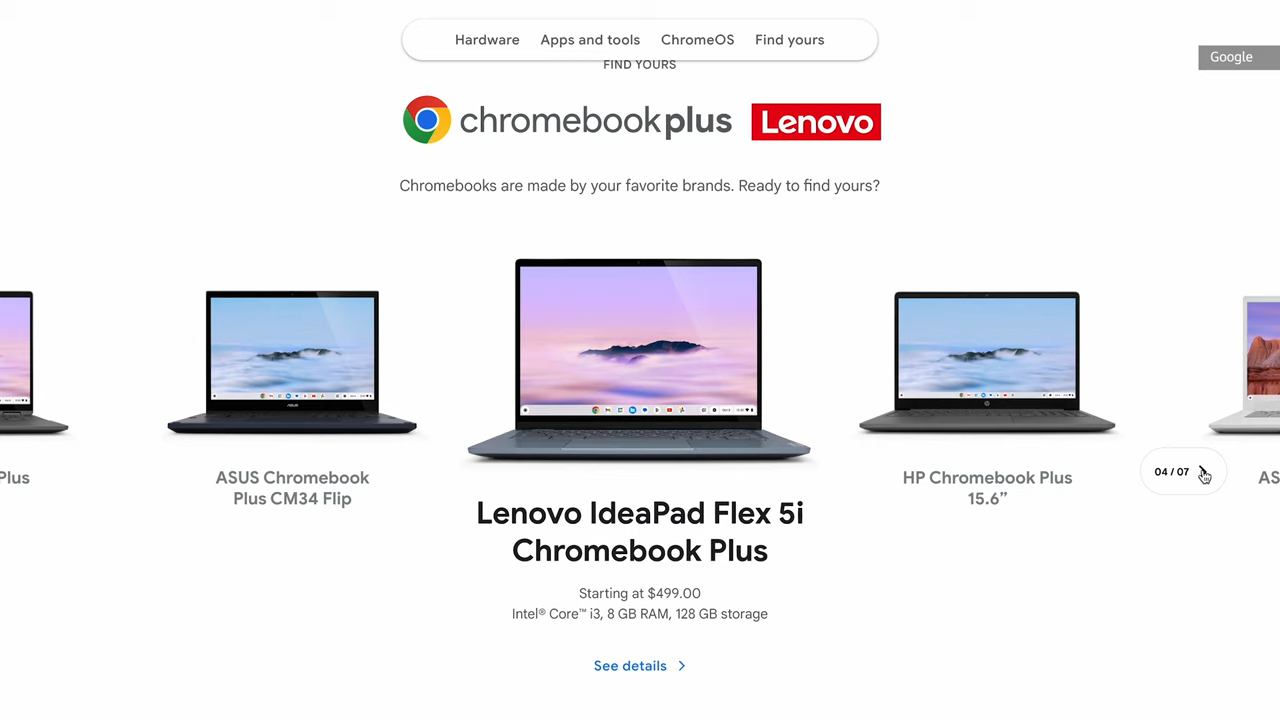 Hardware Apps and tools ChromeOS Find yours
Google
FIND YOURS
chromebookplus Lenovo
Chromebooks are made by your favorite brands. Ready to find yours?
Plus
ASUS Chromebook
Plus CM34 Flip
Lenovo IdeaPad Flex 5i
Chromebook Plus
Starting at $499.00
Intel® Core™ i3, 8 GB RAM, 128 GB storage
See details
HP Chromebook Plus
15.6”
04 / 07
AS